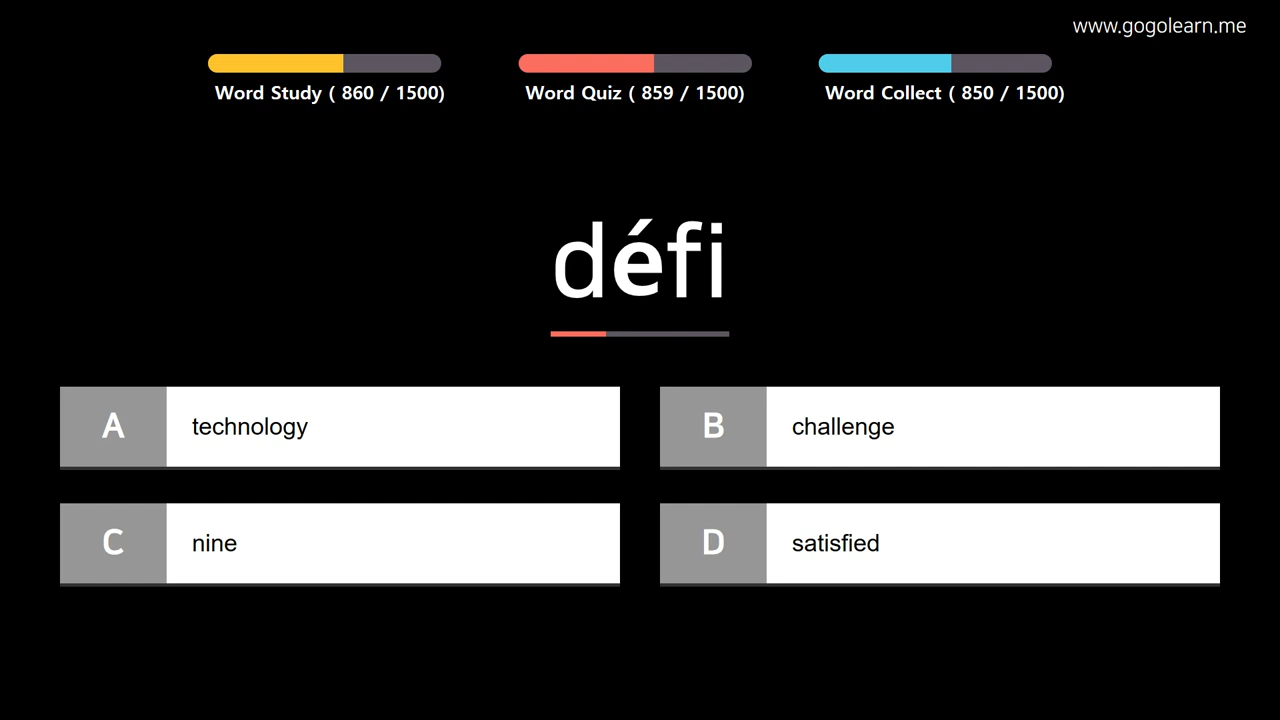 www.gogolearn.me
Word Study ( 860 / 1500)
Word Quiz ( 859 / 1500)
Word Collect ( 850 / 1500)
défi
A technology
B challenge
C nine
D satisfied